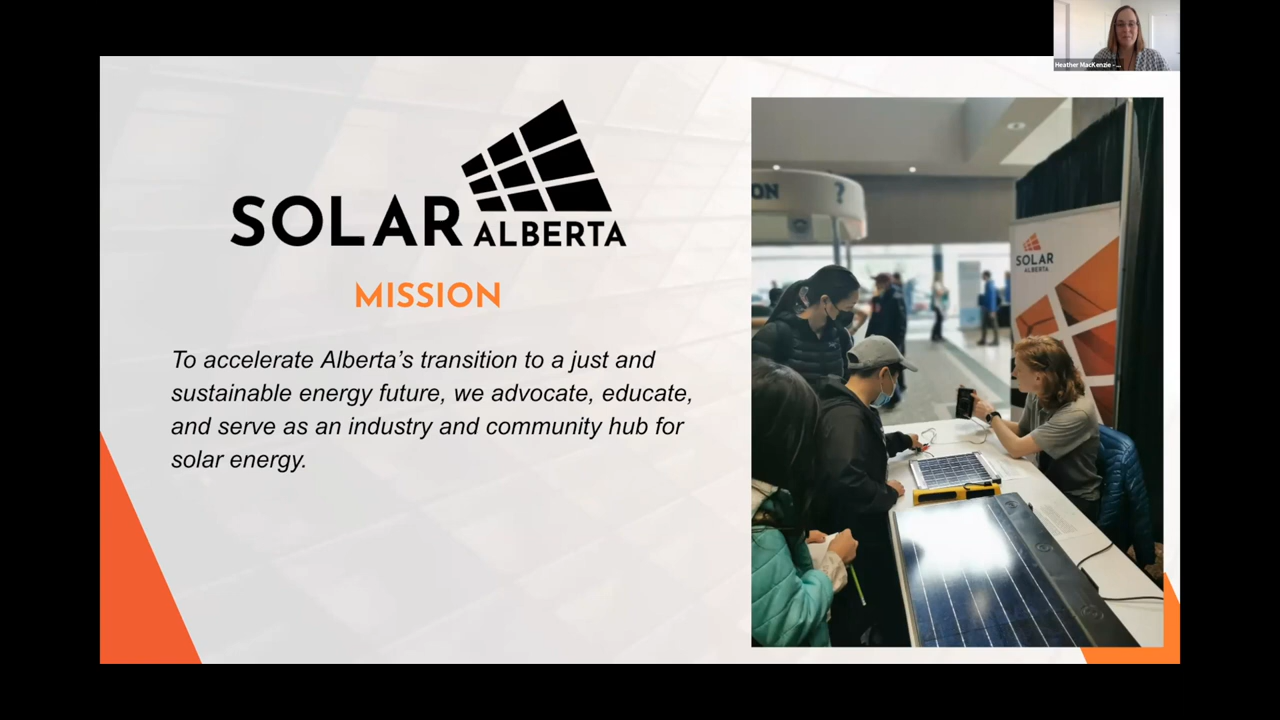 Heather MacKenzie - ...
SOLAR
ALBERTA
MISSION
To accelerate Alberta’s transition to a just and
sustainable energy future, we advocate, educate,
and serve as an industry and community hub for
solar energy.
ON ?
SOLAR
ALBERTA